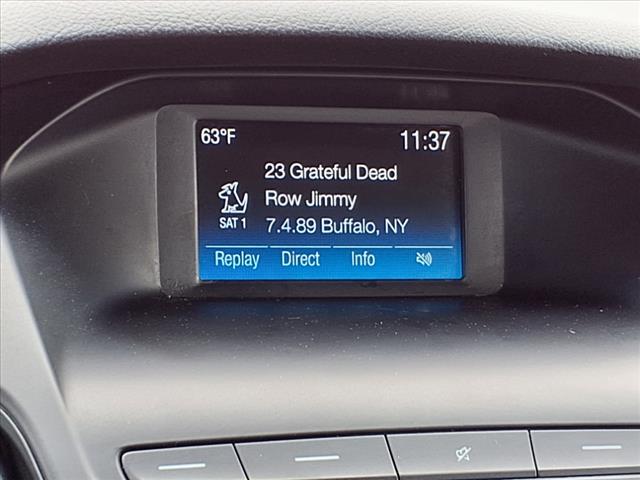 63°F 11:37
23 Grateful Dead
Row Jimmy
SAT 1 7.4.89 Buffalo, NY
Replay Direct Info